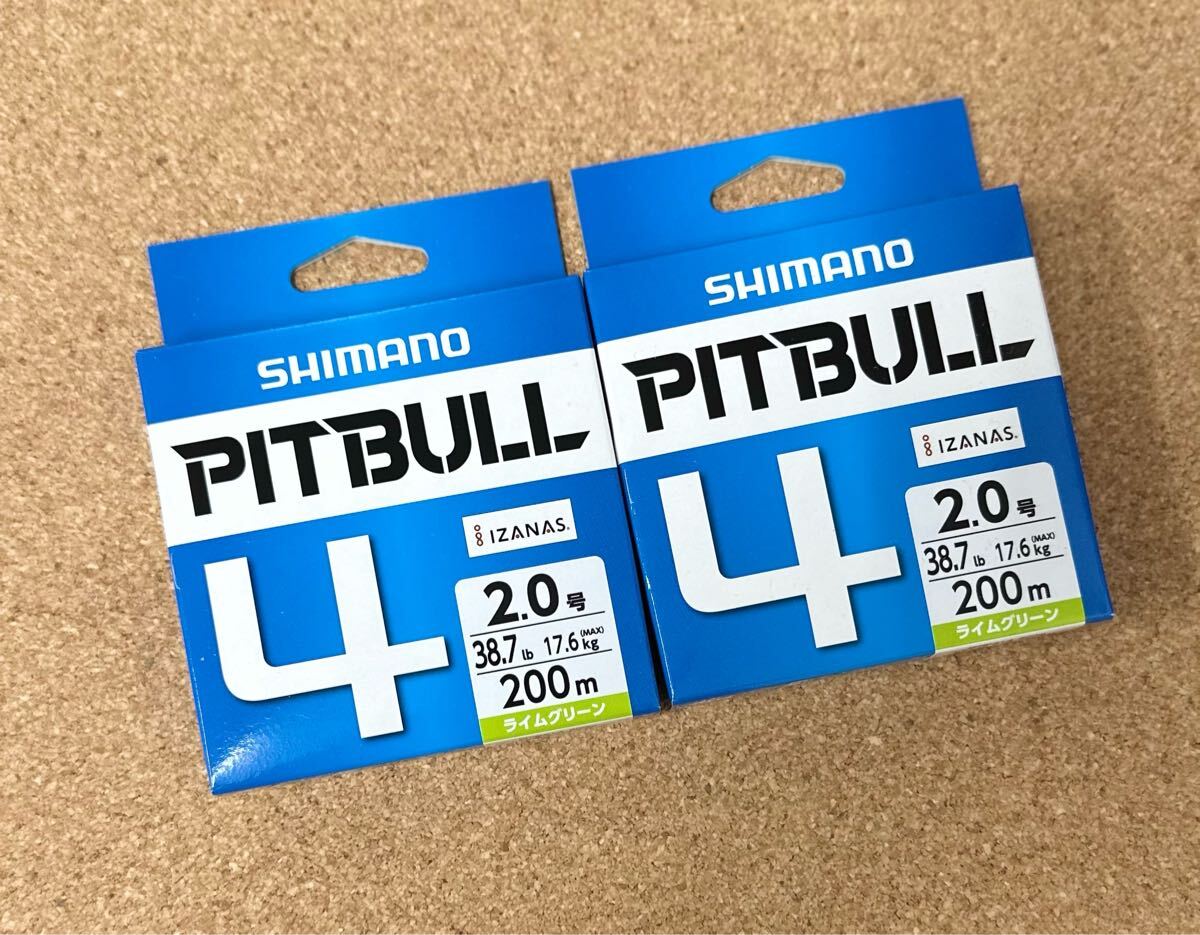 SHIMANO
PITBULL
4
IZANAS.
2.0号
38.7lb 17.6kg(MAX)
200m
ライムグリーン
SHIMANO
PITBULL
4
IZANAS.
2.0号
38.7lb 17.6kg(MAX)
200m
ライムグリーン